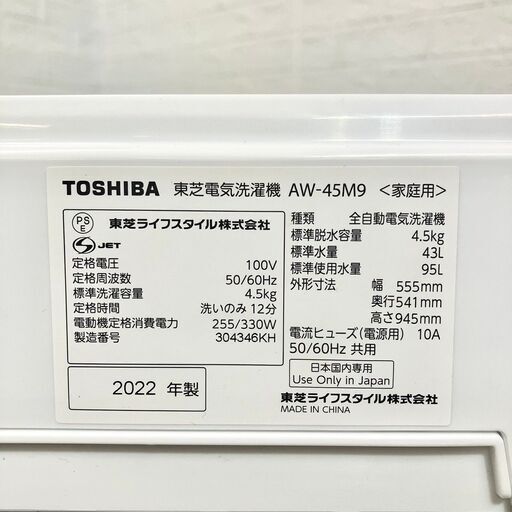 TOSHIBA 東芝電気洗濯機 AW-45M9 <家庭用>
PS
E
東芝ライフスタイル株式会社
S JET
定格電圧 100V
定格周波数 50/60Hz
標準洗濯容量 4.5kg
定格時間 洗いのみ 12分
電動機定格消費電力 255/330W
製造番号 304346KH
2022 年製
種類 全自動電気洗濯機
標準脱水容量 4.5kg
標準水量 43L
標準使用水量 95L
外形寸法 幅 555mm
奥行541mm
高さ945mm
電流ヒューズ(電源用) 10A
50/60Hz 共用
日本国内専用
Use Only in Japan
東芝ライフスタイル株式会社
MADE IN CHINA